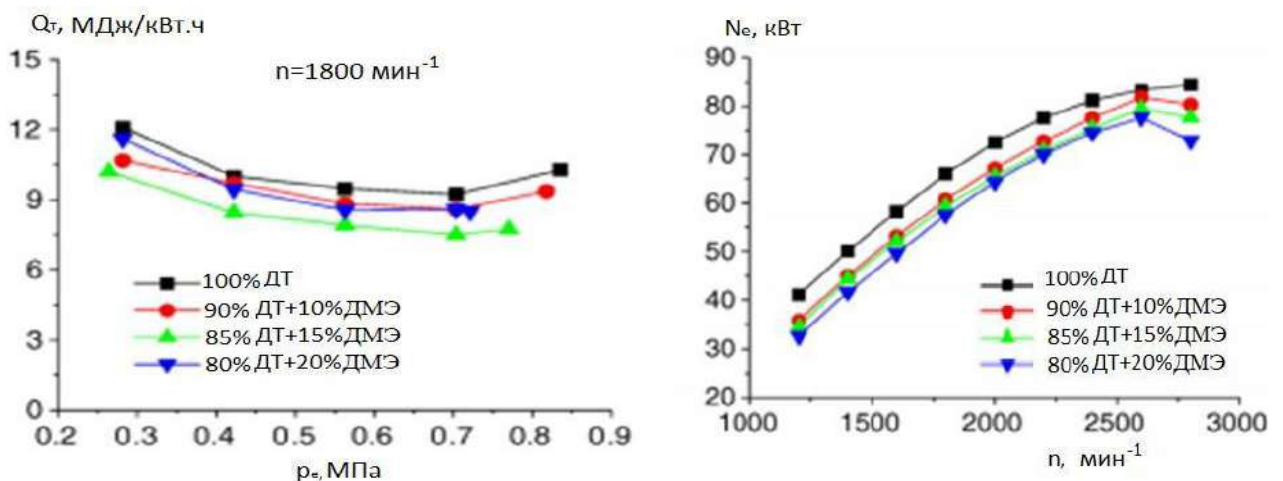 Qт, МДж/кВт.ч
n=1800 мин⁻¹
15
12
9
6
3
0
100%ДТ
90%ДТ+10%ДМЭ
85%ДТ+15%ДМЭ
80%ДТ+20%ДМЭ
0.2 0.3 0.4 0.5 0.6 0.7 0.8 0.9
pₑ, МПа
Nₑ, кВт
90
80
70
60
50
40
30
20
100%ДТ
90%ДТ+10%ДМЭ
85%ДТ+15%ДМЭ
80%ДТ+20%ДМЭ
1000 1500 2000 2500 3000
n, мин⁻¹